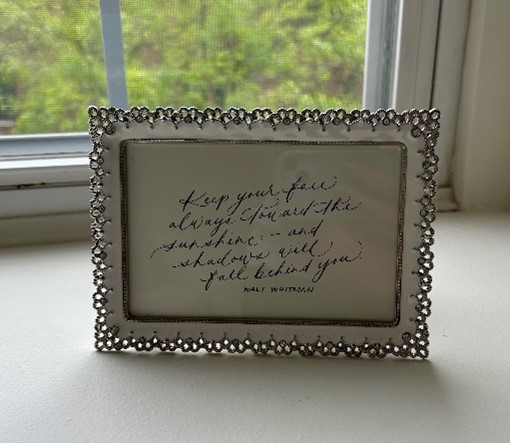 Keep your face
always toward the
sunshine -- and
shadows will
fall behind you
WALT WHITMAN